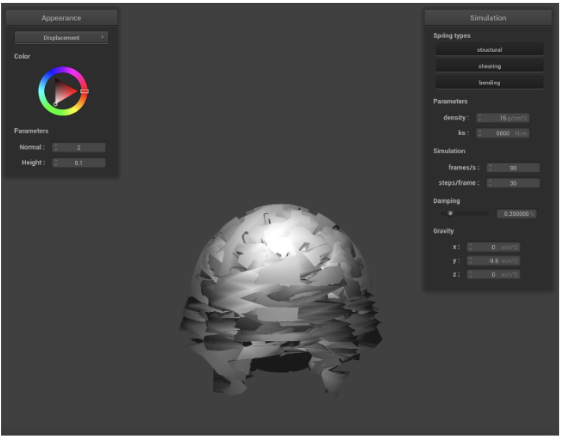 Appearance
Displacement
Color
Parameters
Normal : 2
Height : 0.1
Simulation
Spring types
structural
shearing
bending
Parameters
density : 15 g/cm^2
ks : 5000 N/m
Simulation
frames/s : 90
steps/frame : 30
Damping
0.200000 %
Gravity
x : 0 m/s^2
y : -9.8 m/s^2
z : 0 m/s^2